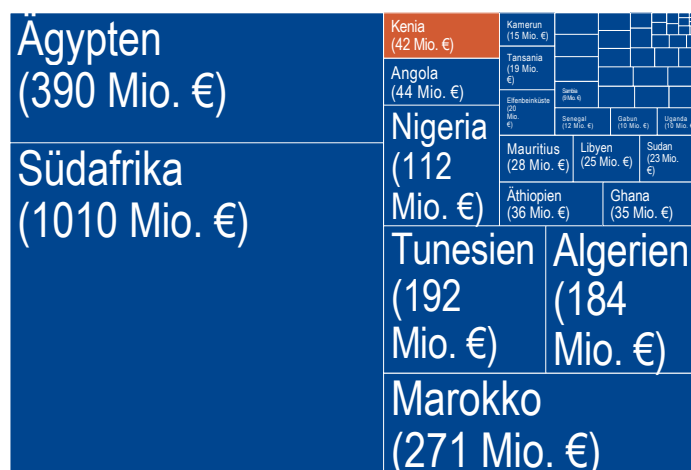 Ägypten
(390 Mio. €)
Südafrika
(1010 Mio. €)
Kenia
(42 Mio. €)
Angola
(44 Mio. €)
Nigeria
(112
Mio. €)
Kamerun
(15 Mio. €)
Tansania
(19 Mio.
€)
Elfenbeinküste
(20
Mio.
€)
Sambia
(9 Mio. €)
Senegal
(12 Mio. €)
Gabun
(10 Mio. €)
Uganda
(10 Mio. €)
Mauritius
(28 Mio. €)
Libyen
(25 Mio. €)
Sudan
(23 Mio.
€)
Äthiopien
(36 Mio. €)
Ghana
(35 Mio. €)
Tunesien
(192
Mio. €)
Algerien
(184
Mio. €)
Marokko
(271 Mio. €)